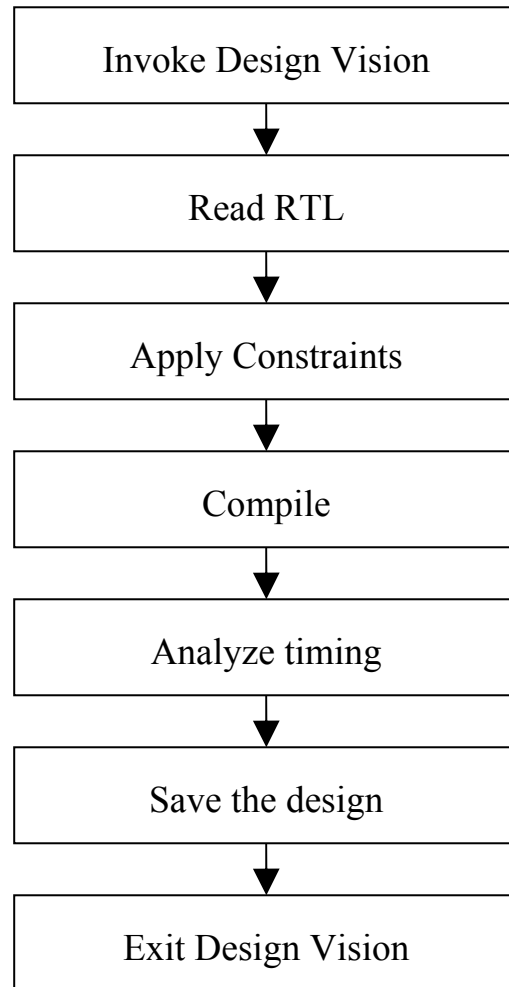 Invoke Design Vision
Read RTL
Apply Constraints
Compile
Analyze timing
Save the design
Exit Design Vision